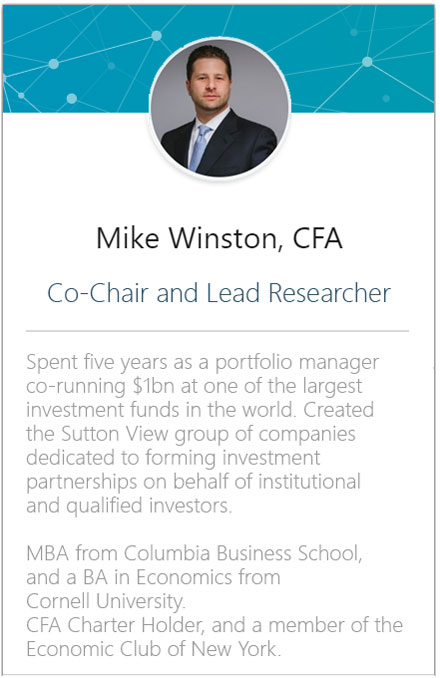 Mike Winston, CFA
Co-Chair and Lead Researcher
Spent five years as a portfolio manager
co-running $1bn at one of the largest
investment funds in the world. Created
the Sutton View group of companies
dedicated to forming investment
partnerships on behalf of institutional
and qualified investors.
MBA from Columbia Business School,
and a BA in Economics from
Cornell University.
CFA Charter Holder, and a member of the
Economic Club of New York.